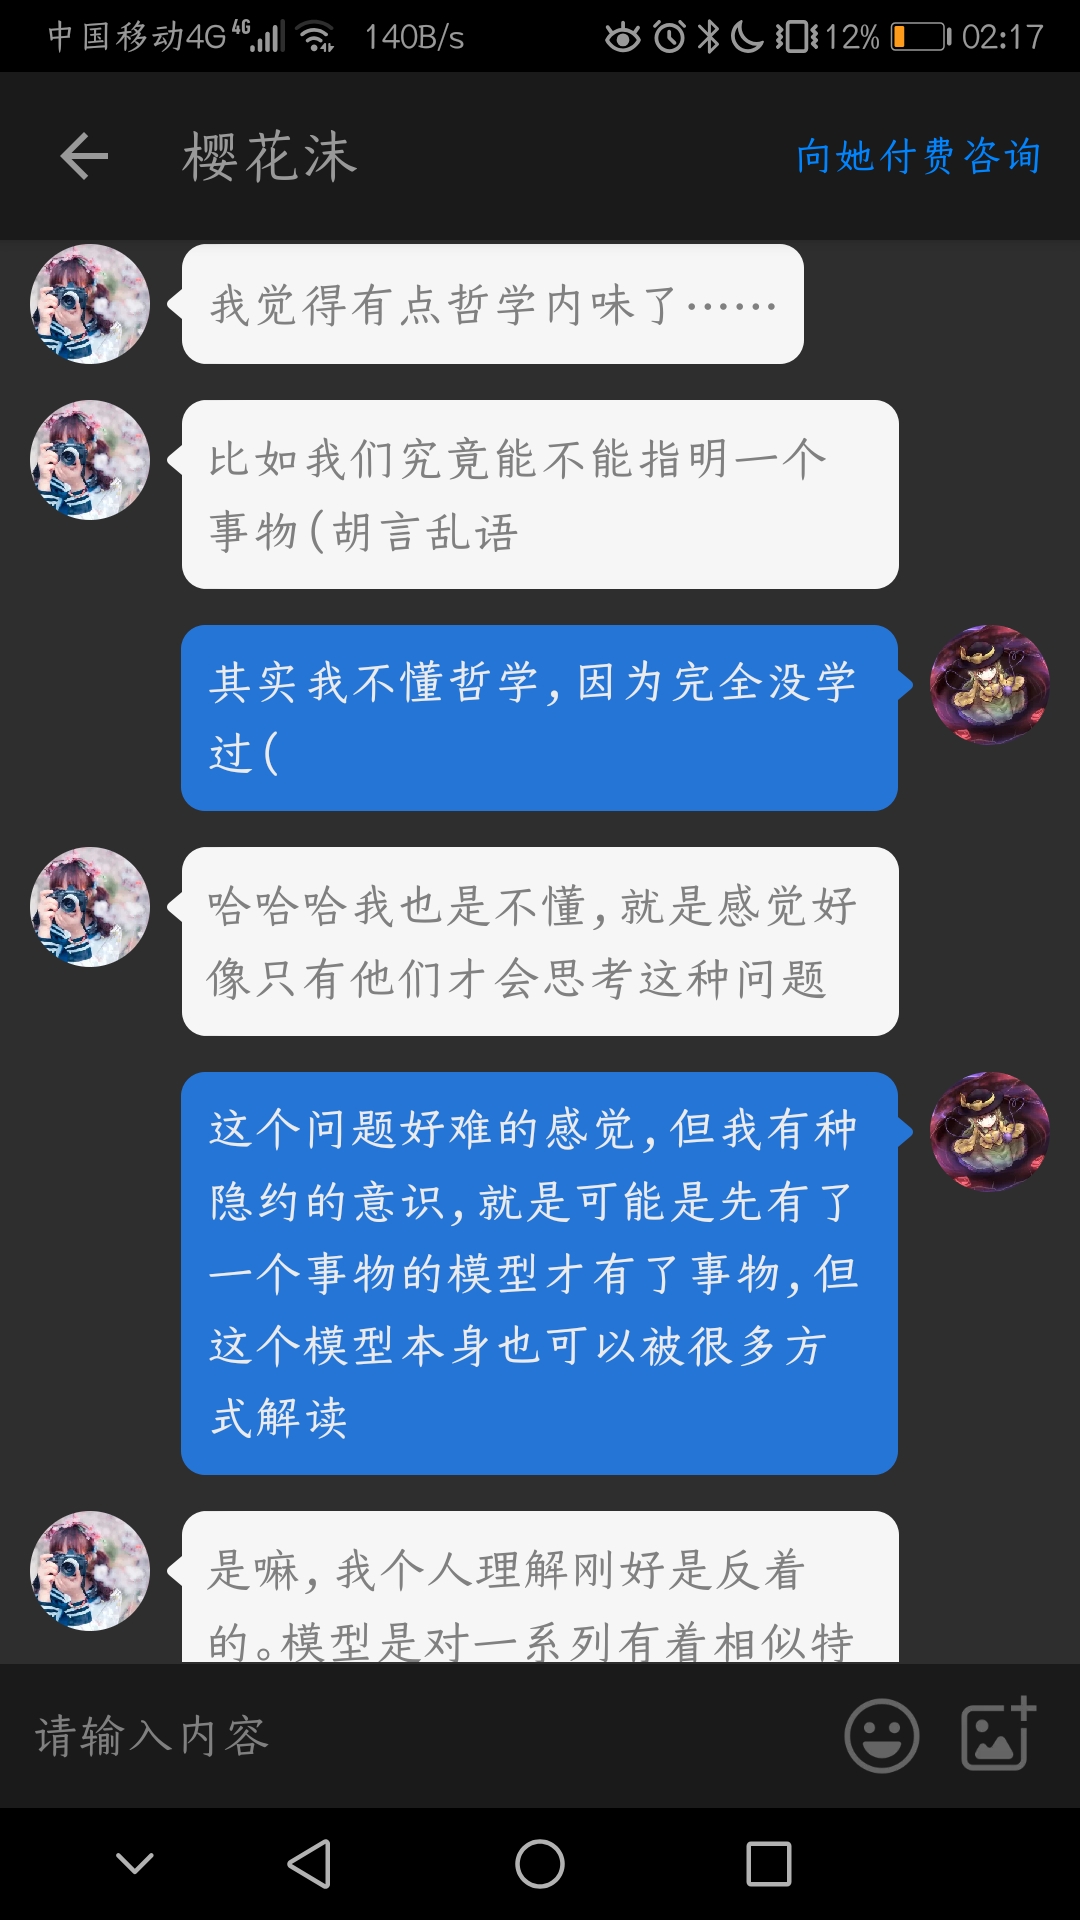 中国移动4G 4G 140B/s 12% 02:17
樱花沫 向她付费咨询
我觉得有点哲学内味了……
比如我们究竟能不能指明一个
事物(胡言乱语
其实我不懂哲学,因为完全没学
过(
哈哈哈我也是不懂,就是感觉好
像只有他们才会思考这种问题
这个问题好难的感觉,但我有种
隐约的意识,就是可能是先有了
一个事物的模型才有了事物,但
这个模型本身也可以被很多方
式解读
是嘛,我个人理解刚好是反着
的。模型是对一系列有着相似特
请输入内容